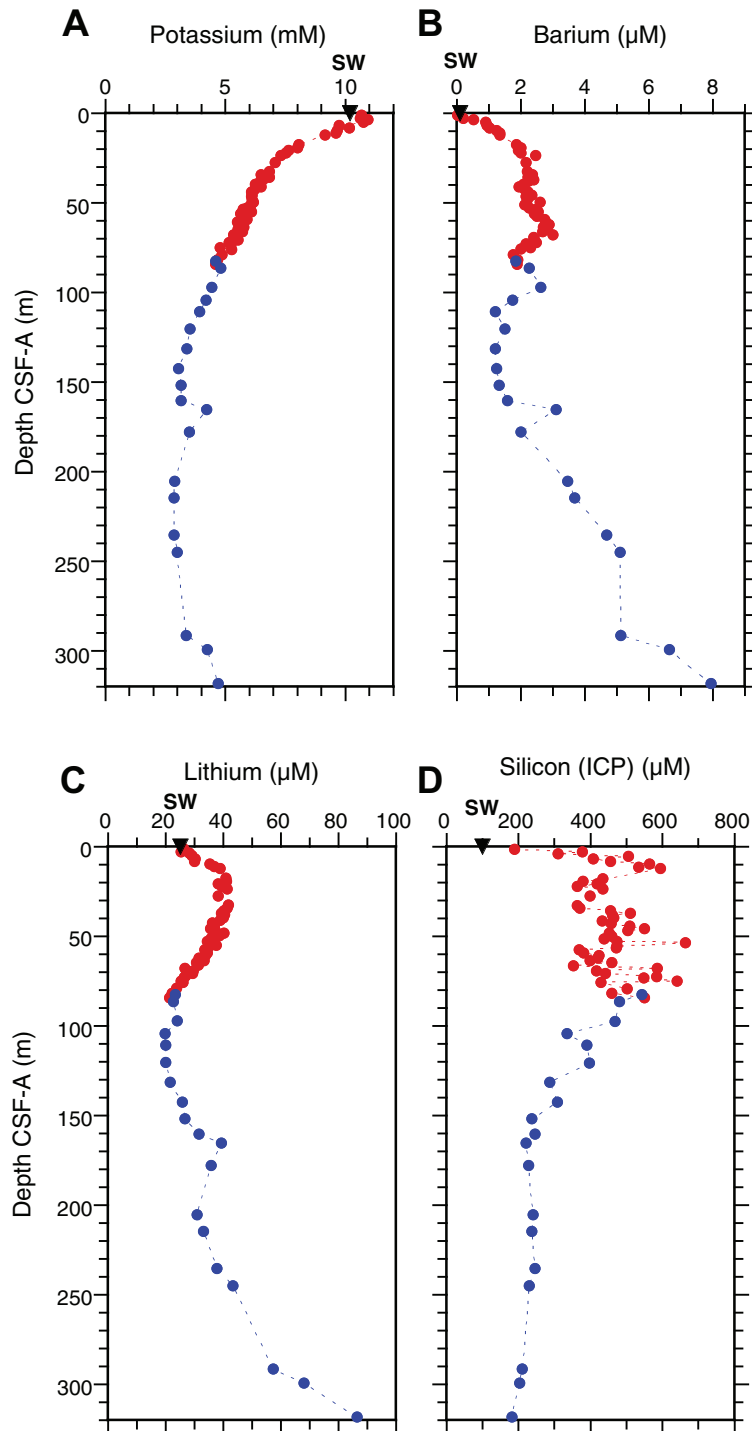 A
Potassium (mM)
SW
0 5 10
B
Barium (µM)
SW
0 2 4 6 8
0
50
100
150
200
250
300
Depth CSF-A (m)
C
Lithium (µM)
SW
0 20 40 60 80 100
D
Silicon (ICP) (µM)
SW
0 200 400 600 800
0
50
100
150
200
250
300
Depth CSF-A (m)